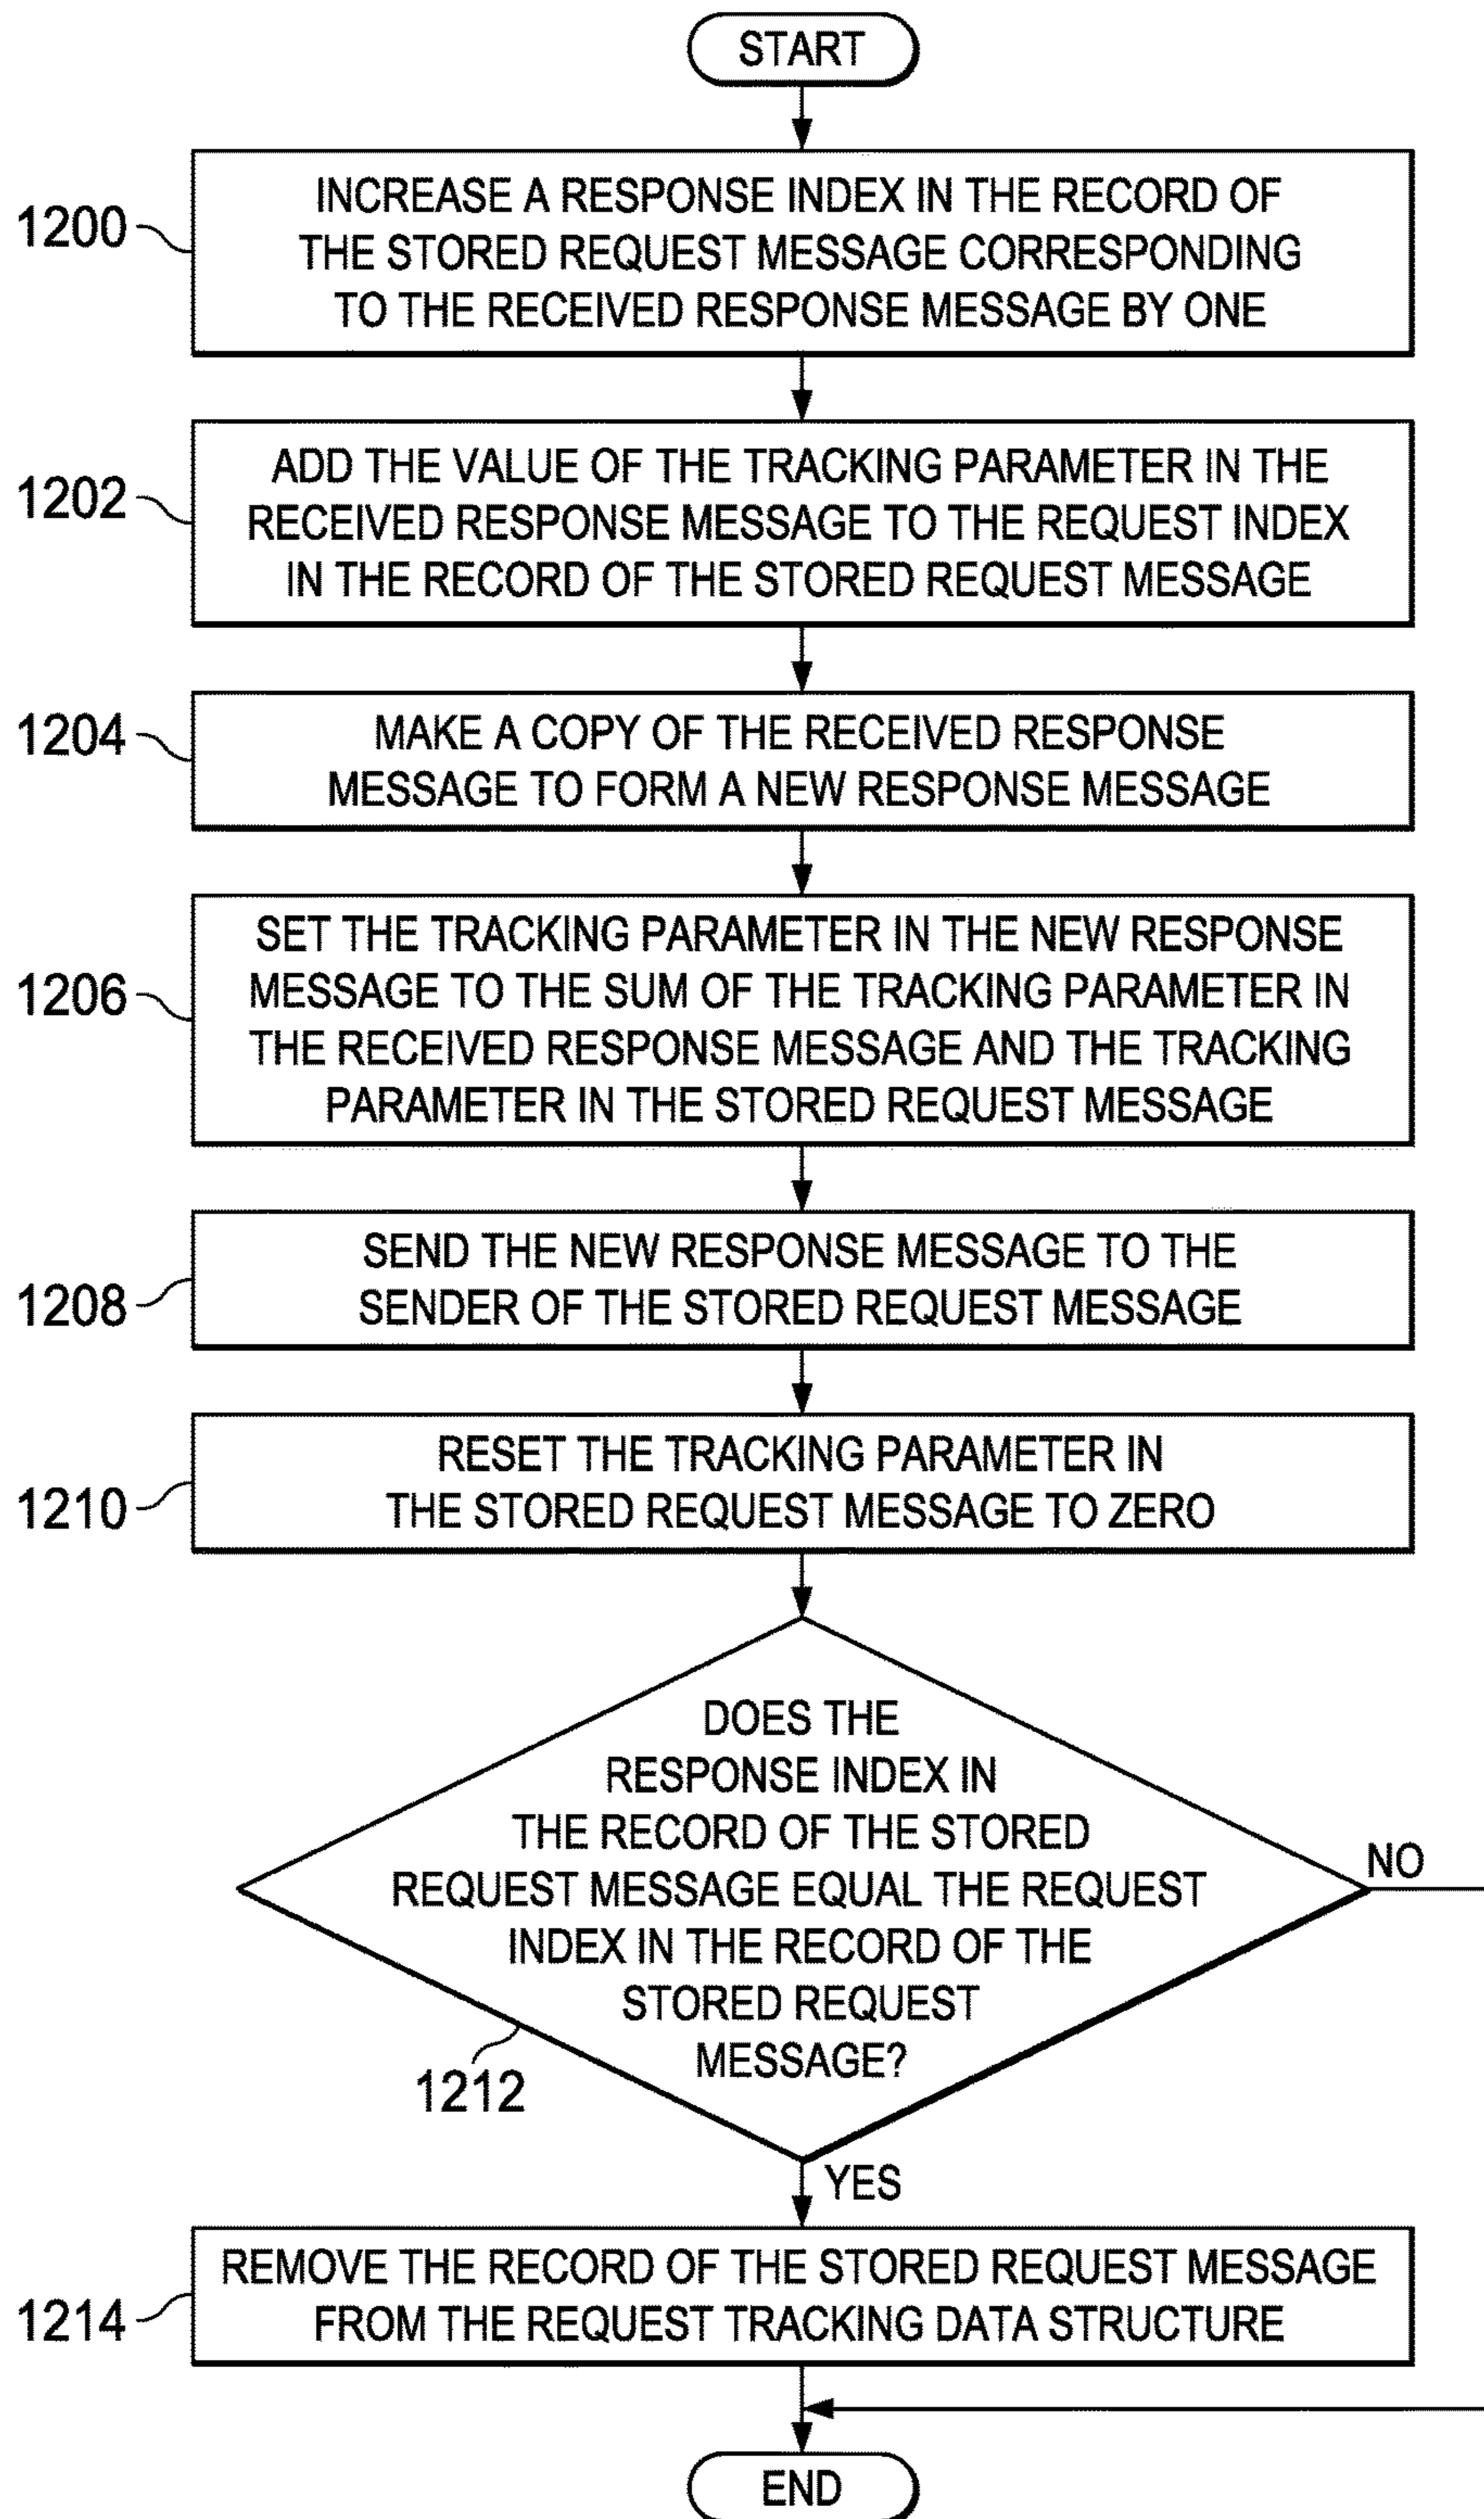 START
1200
INCREASE A RESPONSE INDEX IN THE RECORD OF
THE STORED REQUEST MESSAGE CORRESPONDING
TO THE RECEIVED RESPONSE MESSAGE BY ONE
1202
ADD THE VALUE OF THE TRACKING PARAMETER IN THE
RECEIVED RESPONSE MESSAGE TO THE REQUEST INDEX
IN THE RECORD OF THE STORED REQUEST MESSAGE
1204
MAKE A COPY OF THE RECEIVED RESPONSE
MESSAGE TO FORM A NEW RESPONSE MESSAGE
1206
SET THE TRACKING PARAMETER IN THE NEW RESPONSE
MESSAGE TO THE SUM OF THE TRACKING PARAMETER IN
THE RECEIVED RESPONSE MESSAGE AND THE TRACKING
PARAMETER IN THE STORED REQUEST MESSAGE
1208
SEND THE NEW RESPONSE MESSAGE TO THE
SENDER OF THE STORED REQUEST MESSAGE
1210
RESET THE TRACKING PARAMETER IN
THE STORED REQUEST MESSAGE TO ZERO
DOES THE
RESPONSE INDEX IN
THE RECORD OF THE STORED
REQUEST MESSAGE EQUAL THE REQUEST
INDEX IN THE RECORD OF THE
STORED REQUEST
MESSAGE?
NO
1212
YES
1214
REMOVE THE RECORD OF THE STORED REQUEST MESSAGE
FROM THE REQUEST TRACKING DATA STRUCTURE
END